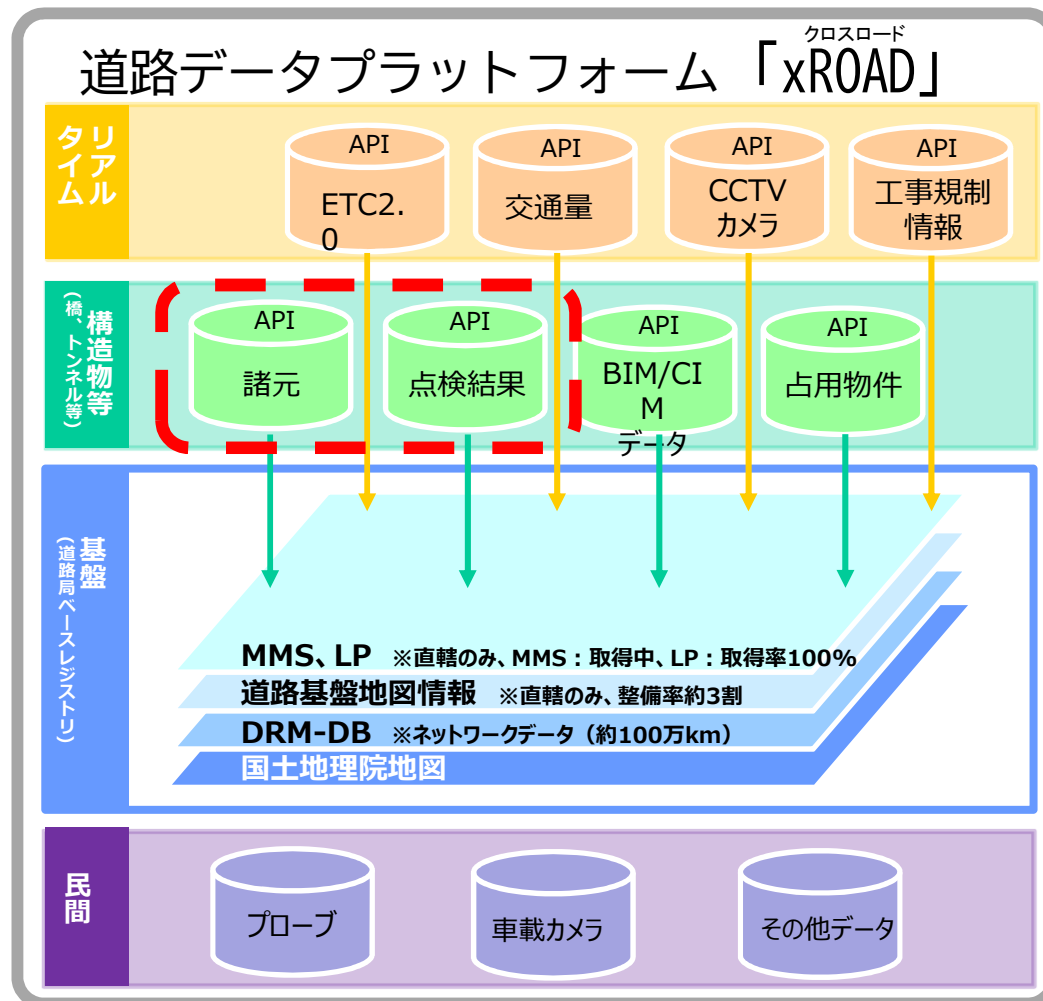 クロスロード
道路データプラットフォーム「xROAD」
リアル
タイム
API
ETC2.
0
API
交通量
API
CCTV
カメラ
API
工事規制
情報
構造物等
(橋、トンネル等)
API
諸元
API
点検結果
API
BIM/CI
M
データ
API
占用物件
基盤
(道路局ベースレジストリ)
MMS、LP ※直轄のみ、MMS:取得中、LP:取得率100%
道路基盤地図情報 ※直轄のみ、整備率約3割
DRM-DB ※ネットワークデータ(約100万km)
国土地理院地図
民間
プローブ
車載カメラ
その他データ